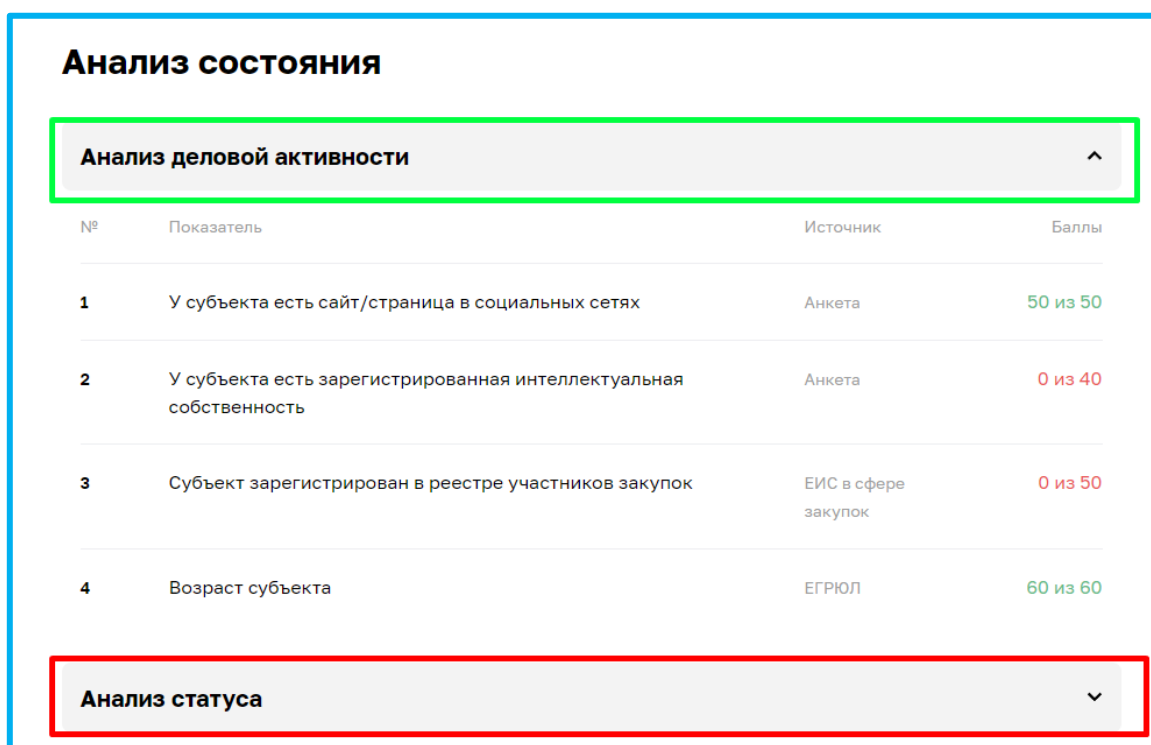 Анализ состояния
Анализ деловой активности
№ Показатель Источник Баллы
1 У субъекта есть сайт/страница в социальных сетях Анкета 50 из 50
2 У субъекта есть зарегистрированная интеллектуальная Анкета 0 из 40
собственность
3 Субъект зарегистрирован в реестре участников закупок ЕИС в сфере 0 из 50
закупок
4 Возраст субъекта ЕГРЮЛ 60 из 60
Анализ статуса